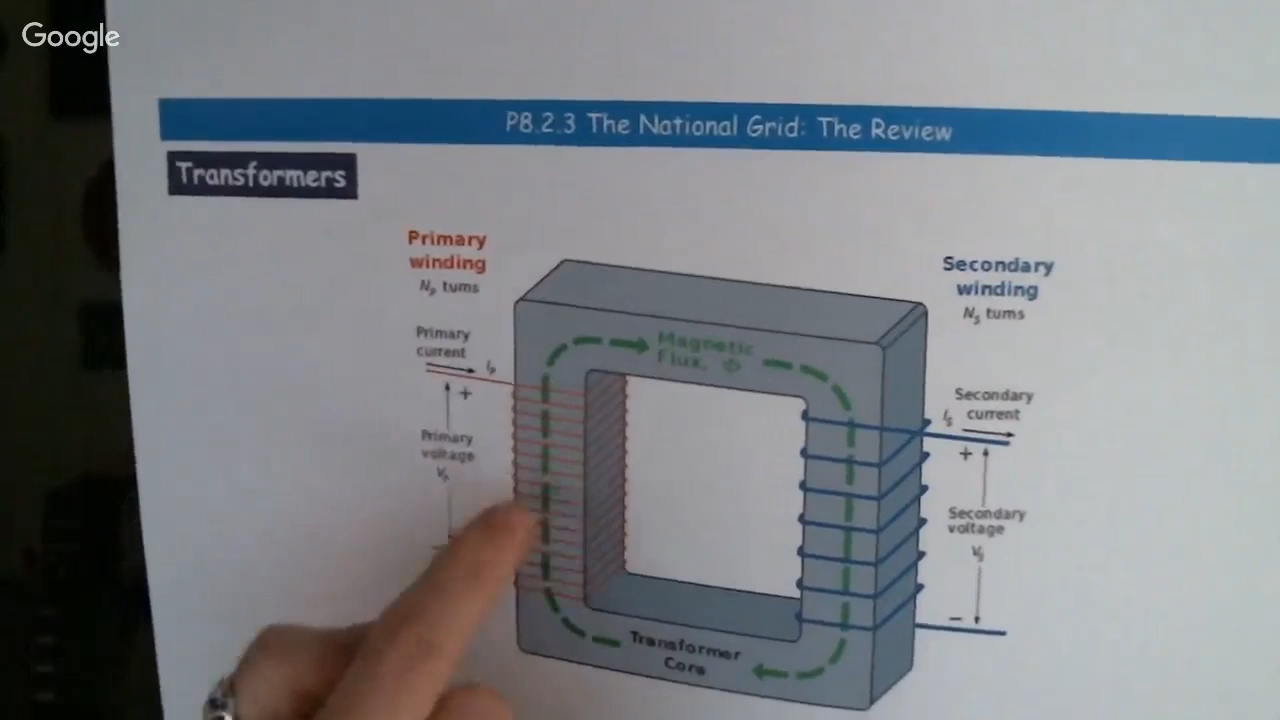 Google
P8.2.3 The National Grid: The Review
Transformers
Primary
winding
Np turns
Primary
current
Ip
+
Primary
voltage
Vp
Magnetic
Flux, Φ
Transformer
Core
Secondary
winding
NS turns
IS
Secondary
current
+
Secondary
voltage
VS
−